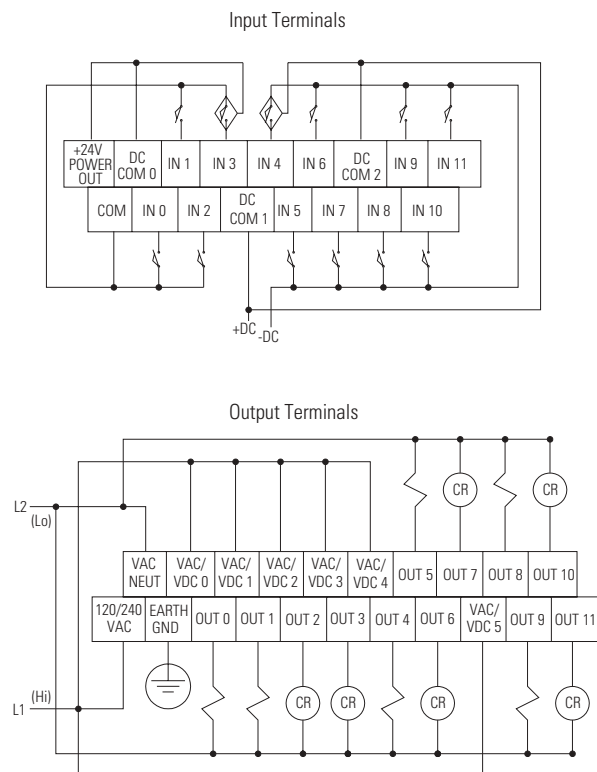 Input Terminals
+24V POWER OUT
DC COM 0
IN 1
IN 3
IN 4
IN 6
DC COM 2
IN 9
IN 11
COM
IN 0
IN 2
DC COM 1
IN 5
IN 7
IN 8
IN 10
+DC
-DC
Output Terminals
CR
CR
L2
(Lo)
VAC NEUT
VAC/ VDC 0
VAC/ VDC 1
VAC/ VDC 2
VAC/ VDC 3
VAC/ VDC 4
OUT 5
OUT 7
OUT 8
OUT 10
120/240 VAC
EARTH GND
OUT 0
OUT 1
OUT 2
OUT 3
OUT 4
OUT 6
VAC/ VDC 5
OUT 9
OUT 11
(Hi)
L1
CR
CR
CR
CR